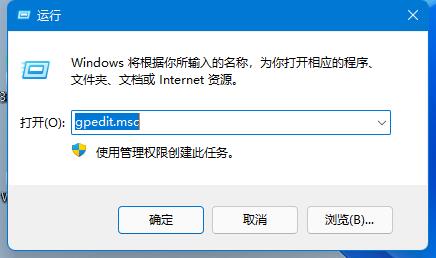 运行
Windows 将根据你所输入的名称，为你打开相应的程序、
文件夹、文档或 Internet 资源。
打开(O): gpedit.msc
使用管理权限创建此任务。
确定 取消 浏览(B)...